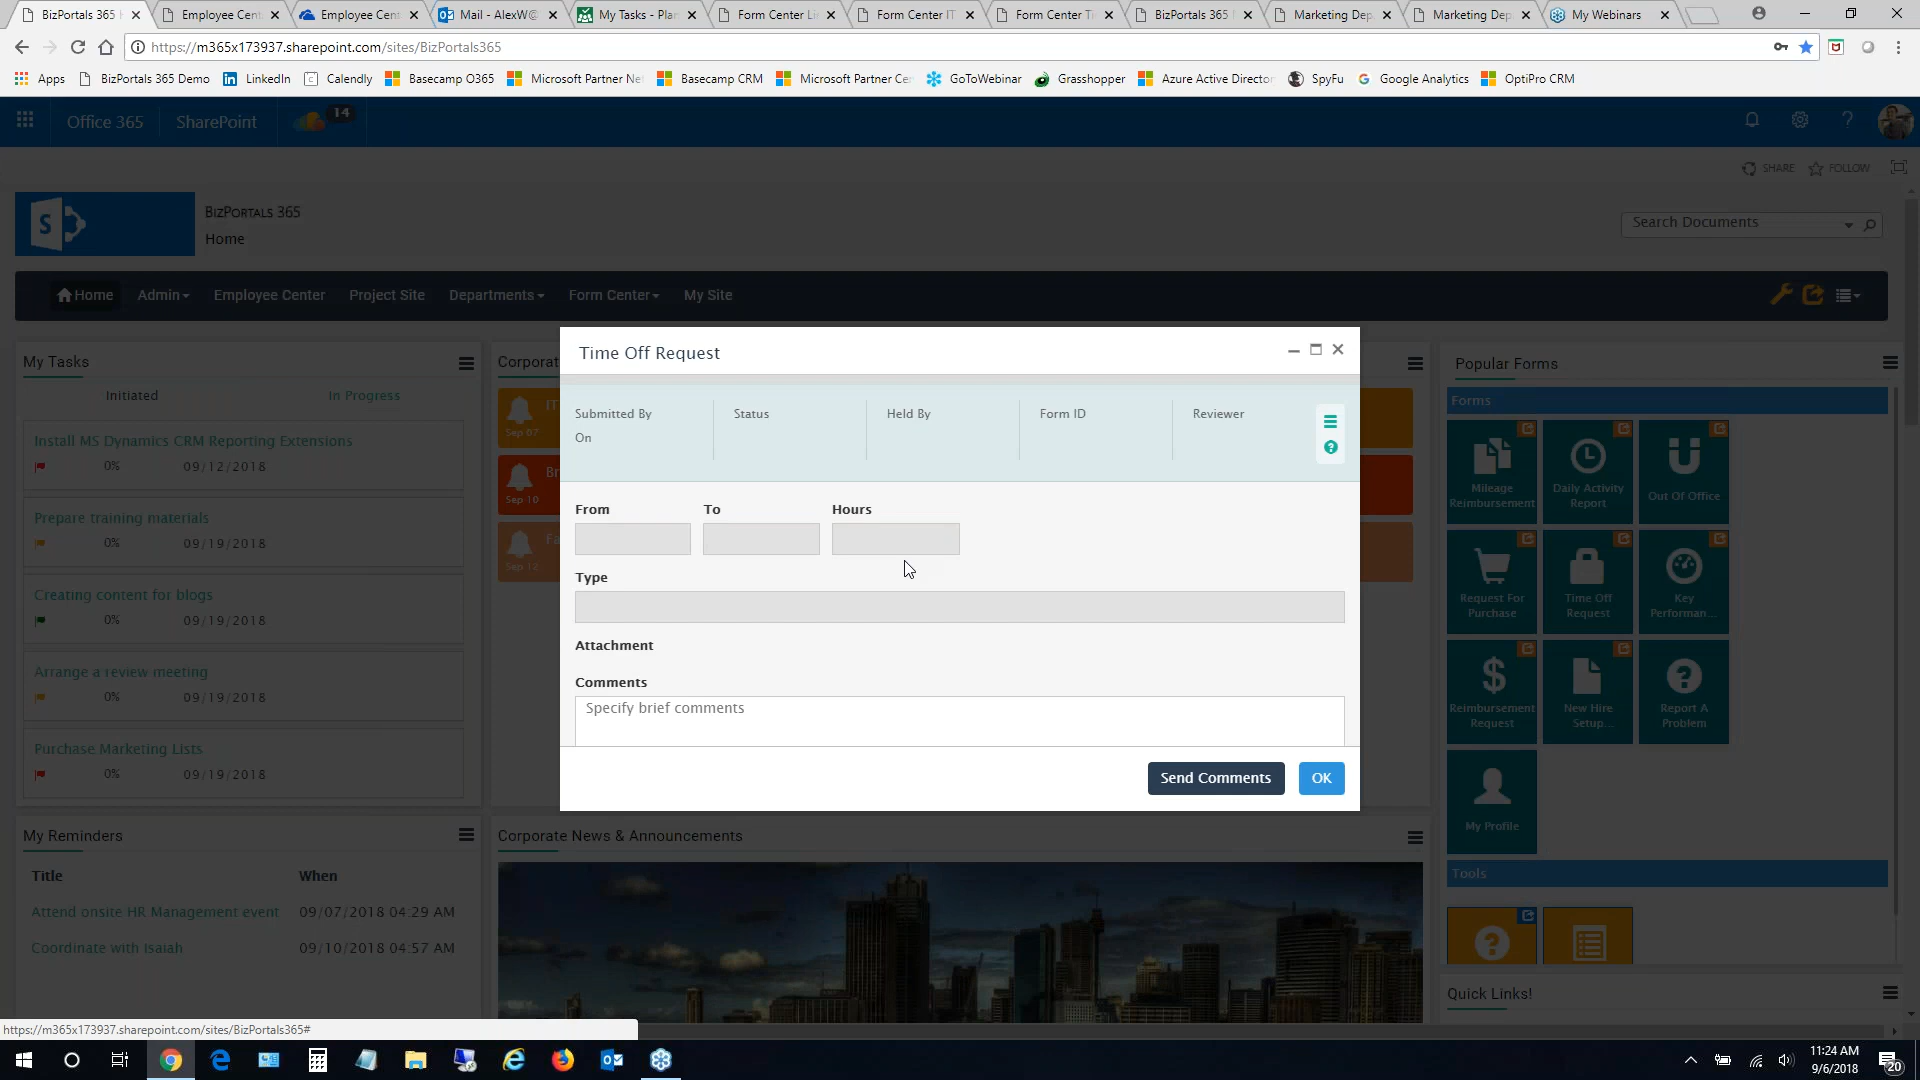 BizPortals 365 H
Employee Cent
Employee Cent
Mail - AlexW@
My Tasks - Plan
Form Center Li
Form Center IT
Form Center Ti
BizPortals 365
Marketing Dep
Marketing Dep
My Webinars
https://m365x173937.sharepoint.com/sites/BizPortals365
Apps
BizPortals 365 Demo
LinkedIn
Calendly
Basecamp O365
Microsoft Partner Ne
Basecamp CRM
Microsoft Partner Ce
GoToWebinar
Grasshopper
Azure Active Director
SpyFu
Google Analytics
OptiPro CRM
Office 365
SharePoint
14
SHARE
FOLLOW
BizPortals 365
Home
Search Documents
Home
Admin
Employee Center
Project Site
Departments
Form Center
My Site
My Tasks
Initiated
In Progress
Install MS Dynamics CRM Reporting Extensions
0%
09/12/2018
Prepare training materials
0%
09/19/2018
Creating content for blogs
0%
09/19/2018
Arrange a review meeting
0%
09/19/2018
Purchase Marketing Lists
0%
09/19/2018
My Reminders
Title
When
Attend onsite HR Management event
09/07/2018 04:29 AM
Coordinate with Isaiah
09/10/2018 04:57 AM
Corporat
IT
Sep 07
Br
Sep 10
Fa
Sep 12
Time Off Request
Submitted By
On
Status
Held By
Form ID
Reviewer
From
To
Hours
Type
Attachment
Comments
Specify brief comments
Send Comments
OK
Corporate News & Announcements
Popular Forms
Forms
Mileage
Reimbursement
Daily Activity
Report
Out Of Office
Request For
Purchase
Time Off
Request
Key
Performan...
Reimbursement
Request
New Hire
Setup...
Report A
Problem
My Profile
Tools
Quick Links!
https://m365x173937.sharepoint.com/sites/BizPortals365#
11:24 AM
9/6/2018
20